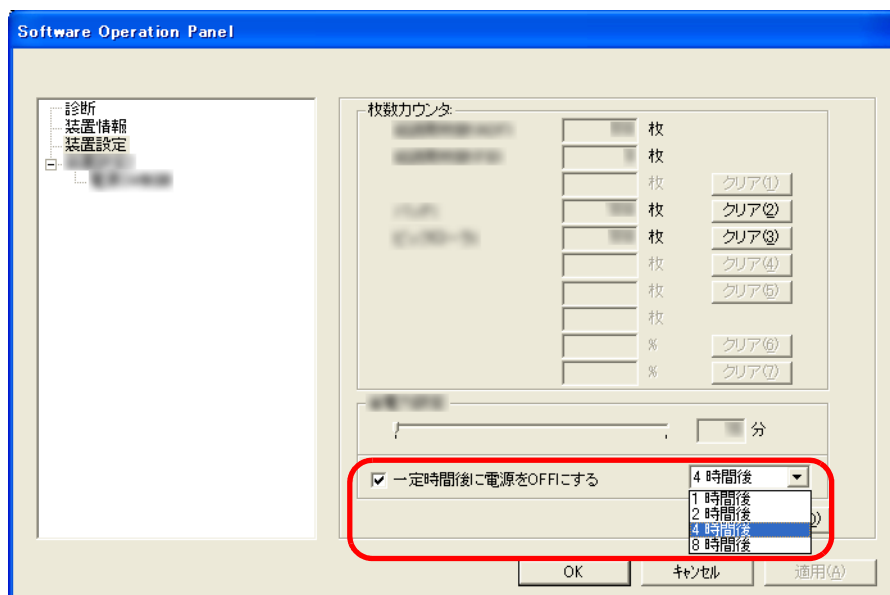 Software Operation Panel
診断
装置情報
装置設定
枚数カウンタ
枚
枚
枚 クリア(1)
枚 クリア(2)
枚 クリア(3)
枚 クリア(4)
枚 クリア(5)
枚
% クリア(6)
% クリア(7)
分
一定時間後に電源をOFFにする 4 時間後
1 時間後
2 時間後
4 時間後
8 時間後
OK キャンセル 適用(A)